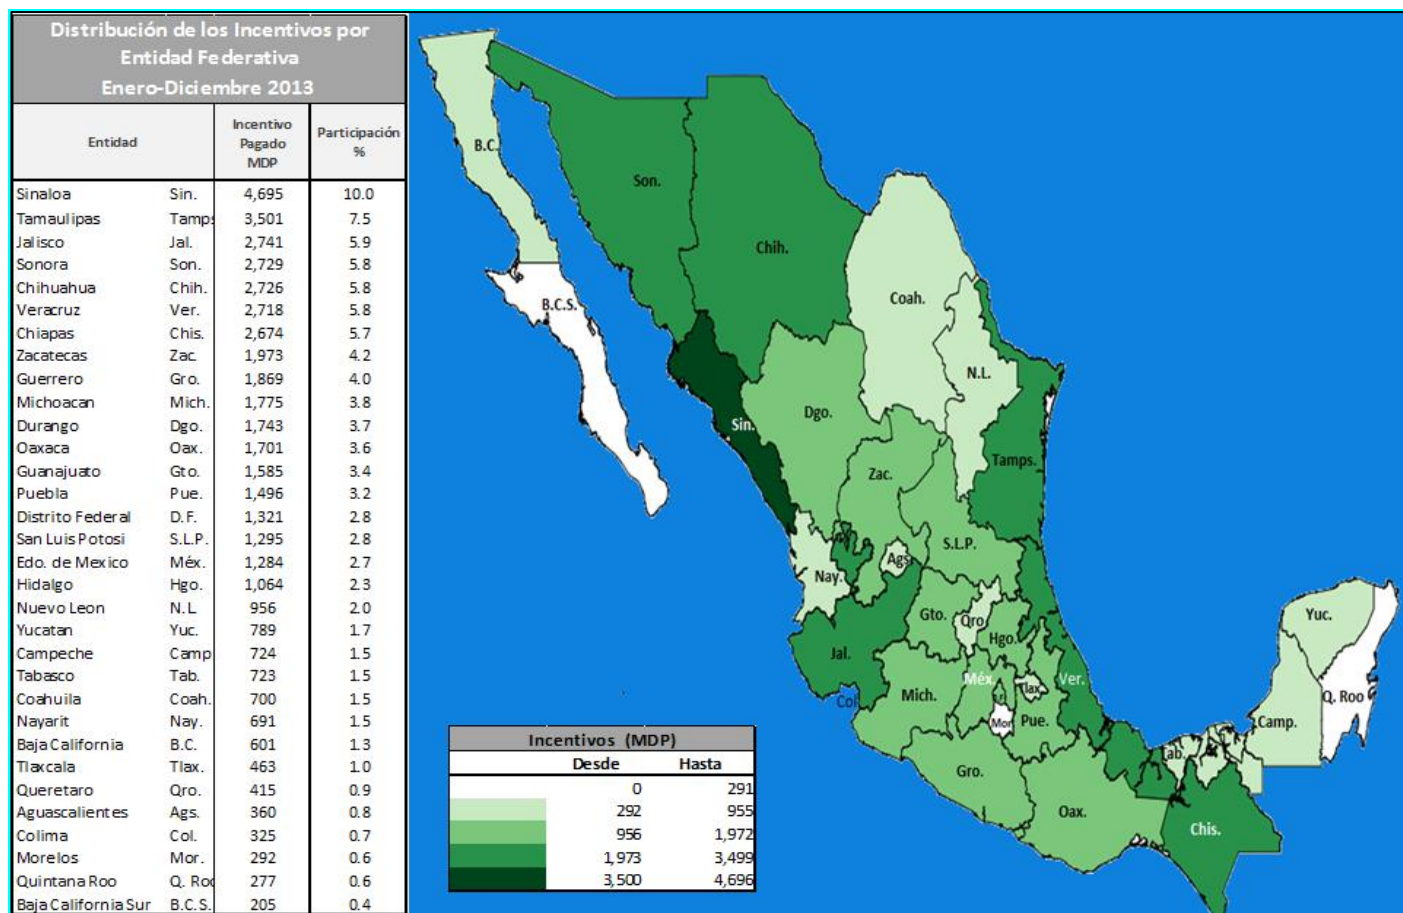 Distribución de los Incentivos por
Entidad Federativa
Enero-Diciembre 2013
Entidad Incentivo Pagado MDP Participación %
Sinaloa Sin. 4,695 10.0
Tamaulipas Tamps 3,501 7.5
Jalisco Jal. 2,741 5.9
Sonora Son. 2,729 5.8
Chihuahua Chih. 2,726 5.8
Veracruz Ver. 2,718 5.8
Chiapas Chis. 2,674 5.7
Zacatecas Zac. 1,973 4.2
Guerrero Gro. 1,869 4.0
Michoacan Mich. 1,775 3.8
Durango Dgo. 1,743 3.7
Oaxaca Oax. 1,701 3.6
Guanajuato Gto. 1,585 3.4
Puebla Pue. 1,496 3.2
Distrito Federal D.F. 1,321 2.8
San Luis Potosi S.L.P. 1,295 2.8
Edo. de Mexico Méx. 1,284 2.7
Hidalgo Hgo. 1,064 2.3
Nuevo Leon N.L 956 2.0
Yucatan Yuc. 789 1.7
Campeche Camp 724 1.5
Tabasco Tab. 723 1.5
Coahuila Coah. 700 1.5
Nayarit Nay. 691 1.5
Baja California B.C. 601 1.3
Tlaxcala Tlax. 463 1.0
Queretaro Qro. 415 0.9
Aguascalientes Ags. 360 0.8
Colima Col. 325 0.7
Morelos Mor. 292 0.6
Quintana Roo Q. Roo 277 0.6
Baja California Sur B.C.S. 205 0.4
B.C.
Son.
Chih.
Coah.
B.C.S.
N.L.
Dgo.
Sin.
Tamps.
Zac.
S.L.P.
Ags.
Nay.
Gto.
Qro
Hgo.
Yuc.
Jal.
Méx.
Tlax.
Ver.
Q. Roo
Col.
Mich.
Mor
Pue.
Camp.
Tab.
Gro.
Oax.
Chis.
Incentivos (MDP)
Desde Hasta
0 291
292 955
956 1,972
1,973 3,499
3,500 4,696